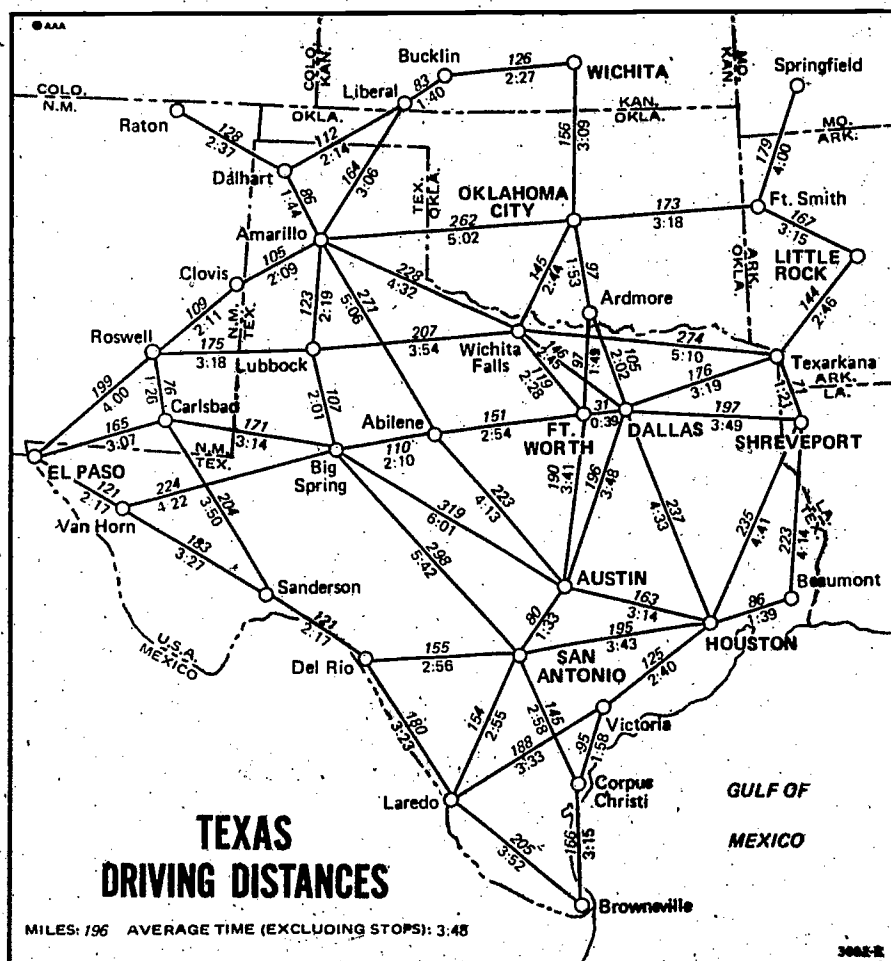 AAA
COLO.
KAN.
MO.
KAN.
Bucklin
126
2:27
WICHITA
Springfield
83
1:40
Liberal
COLO.
N.M.
OKLA.
KAN.
OKLA.
Raton
128
2:37
112
2:14
156
3:09
MO.
ARK.
179
4:00
Dalhart
164
3:06
TEX.
OKLA.
86
1:44
OKLAHOMA
CITY
173
3:18
Ft. Smith
167
3:15
Amarillo
262
5:02
ARK.
OKLA.
LITTLE
ROCK
105
2:09
Clovis
228
4:32
145
2:44
97
1:53
109
2:11
N.M.
TEX.
123
2:19
271
5:06
Ardmore
144
2:46
Roswell
175
3:18
Lubbock
207
3:54
Wichita
Falls
274
5:10
Texarkana
146
2:45
119
2:28
97
1:49
105
2:02
176
3:19
ARK.
LA.
71
1:21
199
4:00
76
1:26
Carlsbad
107
2:01
Abilene
151
2:54
31
0:39
197
3:49
165
3:07
171
3:14
110
2:10
FT.
WORTH
DALLAS
SHREVEPORT
N.M.
TEX.
EL PASO
Big
Spring
121
2:17
224
4:22
204
3:50
319
6:01
223
4:13
190
3:41
196
3:48
237
4:33
235
4:41
223
4:14
LA.
TEX.
Van Horn
183
3:27
298
5:42
Sanderson
AUSTIN
163
3:14
Beaumont
86
1:39
80
1:33
121
2:17
U.S.A.
MEXICO
155
2:56
195
3:43
HOUSTON
Del Rio
SAN
ANTONIO
125
2:40
180
3:23
154
2:55
145
2:58
Victoria
188
3:33
95
1:58
Laredo
Corpus
Christi
GULF OF
MEXICO
205
3:52
166
3:15
TEXAS
DRIVING DISTANCES
Brownsville
MILES: 196 AVERAGE TIME (EXCLUDING STOPS): 3:48